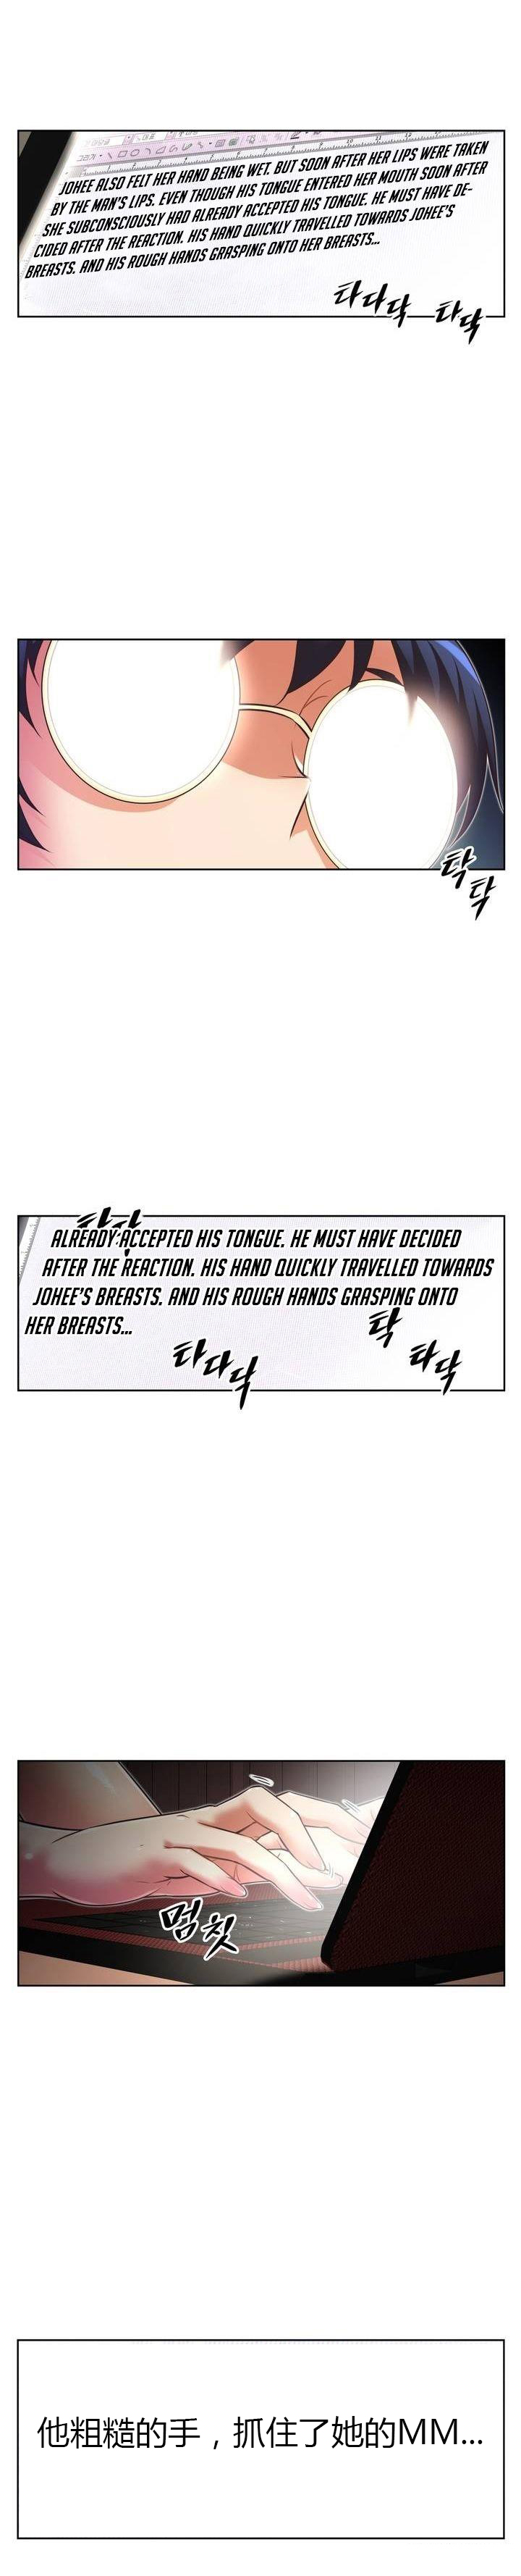 JOHEE ALSO FELT HER HAND BEING WET. BUT SOON AFTER HER LIPS WERE TAKEN
BY THE MAN'S LIPS. EVEN THOUGH HIS TONGUE ENTERED HER MOUTH SOON AFTER
SHE SUBCONSCIOUSLY HAD ALREADY ACCEPTED HIS TONGUE. HE MUST HAVE DE-
CIDED AFTER THE REACTION. HIS HAND QUICKLY TRAVELLED TOWARDS JOHEE'S
BREASTS. AND HIS ROUGH HANDS GRASPING ONTO HER BREASTS...
타다닥 타닥
탁
탁
ALREADY ACCEPTED HIS TONGUE. HE MUST HAVE DECIDED
AFTER THE REACTION. HIS HAND QUICKLY TRAVELLED TOWARDS
JOHEE'S BREASTS. AND HIS ROUGH HANDS GRASPING ONTO
HER BREASTS...
탁
타닥
타다닥
멈칫
他粗糙的手，抓住了她的MM...